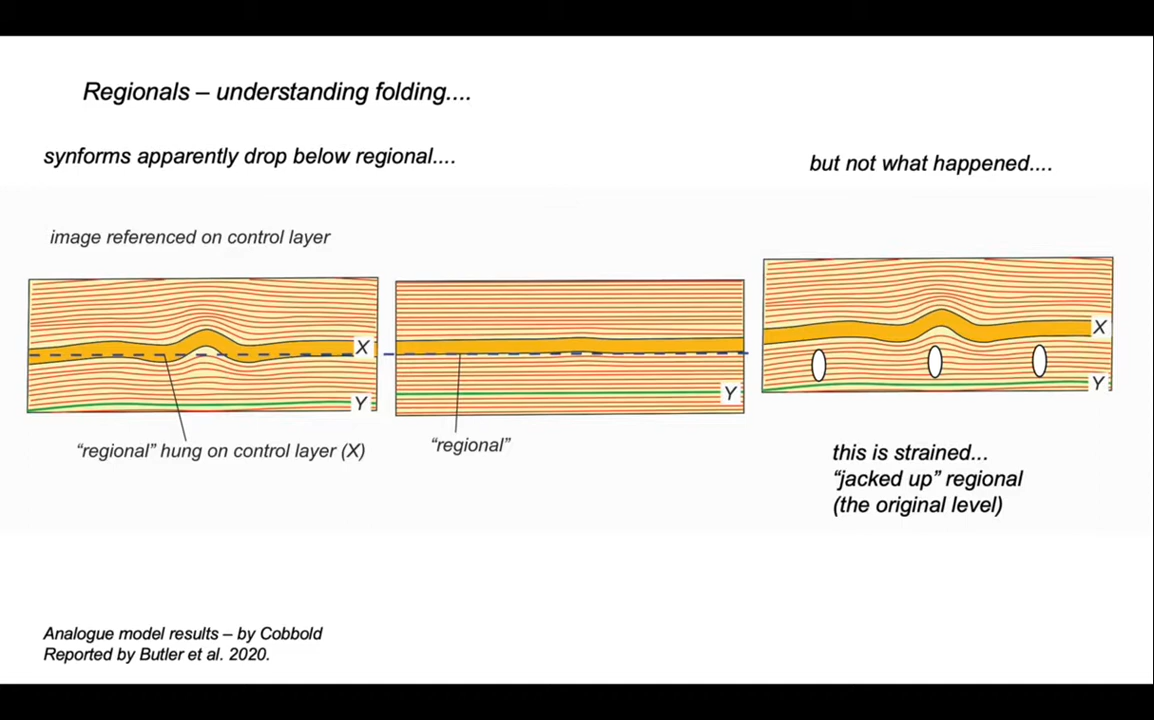 Regionals – understanding folding....
synforms apparently drop below regional....
but not what happened....
image referenced on control layer
X
Y
Y
X
Y
"regional" hung on control layer (X)
"regional"
this is strained...
"jacked up" regional
(the original level)
Analogue model results – by Cobbold
Reported by Butler et al. 2020.